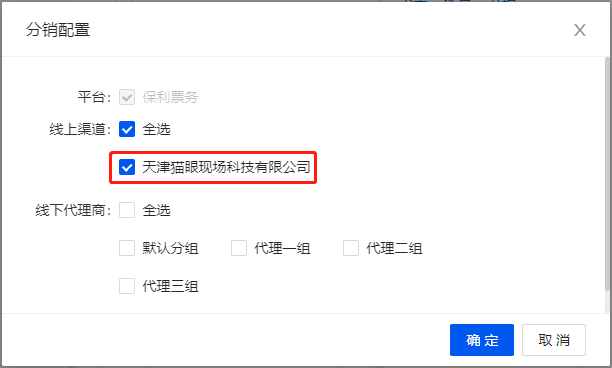 分销配置
平台： 保利票务
线上渠道： 全选
天津猫眼现场科技有限公司
线下代理商： 全选
默认分组 代理一组 代理二组
代理三组
确 定 取 消